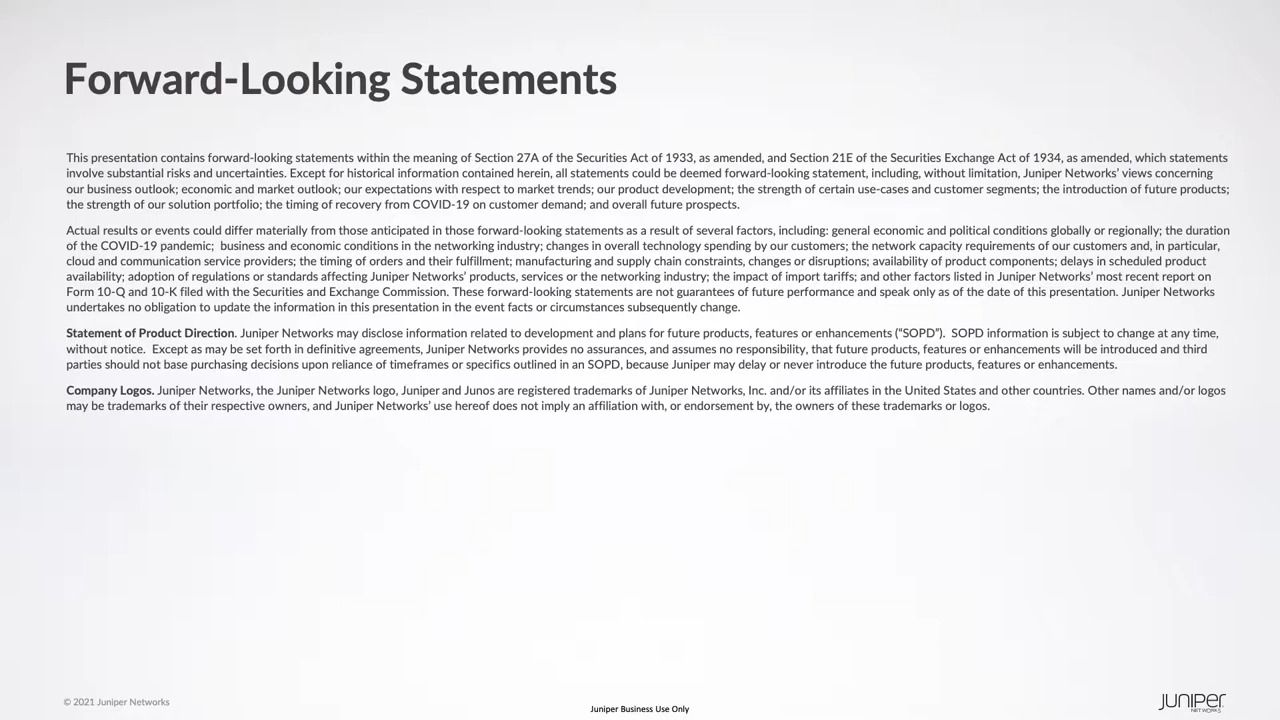 Forward-Looking Statements
This presentation contains forward-looking statements within the meaning of Section 27A of the Securities Act of 1933, as amended, and Section 21E of the Securities Exchange Act of 1934, as amended, which statements
involve substantial risks and uncertainties. Except for historical information contained herein, all statements could be deemed forward-looking statement, including, without limitation, Juniper Networks’ views concerning
our business outlook; economic and market outlook; our expectations with respect to market trends; our product development; the strength of certain use-cases and customer segments; the introduction of future products;
the strength of our solution portfolio; the timing of recovery from COVID-19 on customer demand; and overall future prospects.
Actual results or events could differ materially from those anticipated in those forward-looking statements as a result of several factors, including: general economic and political conditions globally or regionally; the duration
of the COVID-19 pandemic;  business and economic conditions in the networking industry; changes in overall technology spending by our customers; the network capacity requirements of our customers and, in particular,
cloud and communication service providers; the timing of orders and their fulfillment; manufacturing and supply chain constraints, changes or disruptions; availability of product components; delays in scheduled product
availability; adoption of regulations or standards affecting Juniper Networks’ products, services or the networking industry; the impact of import tariffs; and other factors listed in Juniper Networks’ most recent report on
Form 10-Q and 10-K filed with the Securities and Exchange Commission. These forward-looking statements are not guarantees of future performance and speak only as of the date of this presentation. Juniper Networks
undertakes no obligation to update the information in this presentation in the event facts or circumstances subsequently change.
Statement of Product Direction. Juniper Networks may disclose information related to development and plans for future products, features or enhancements (“SOPD”).  SOPD information is subject to change at any time,
without notice.  Except as may be set forth in definitive agreements, Juniper Networks provides no assurances, and assumes no responsibility, that future products, features or enhancements will be introduced and third
parties should not base purchasing decisions upon reliance of timeframes or specifics outlined in an SOPD, because Juniper may delay or never introduce the future products, features or enhancements.
Company Logos. Juniper Networks, the Juniper Networks logo, Juniper and Junos are registered trademarks of Juniper Networks, Inc. and/or its affiliates in the United States and other countries. Other names and/or logos
may be trademarks of their respective owners, and Juniper Networks’ use hereof does not imply an affiliation with, or endorsement by, the owners of these trademarks or logos.
© 2021 Juniper Networks
Juniper Business Use Only
JUNIPER
NETWORKS